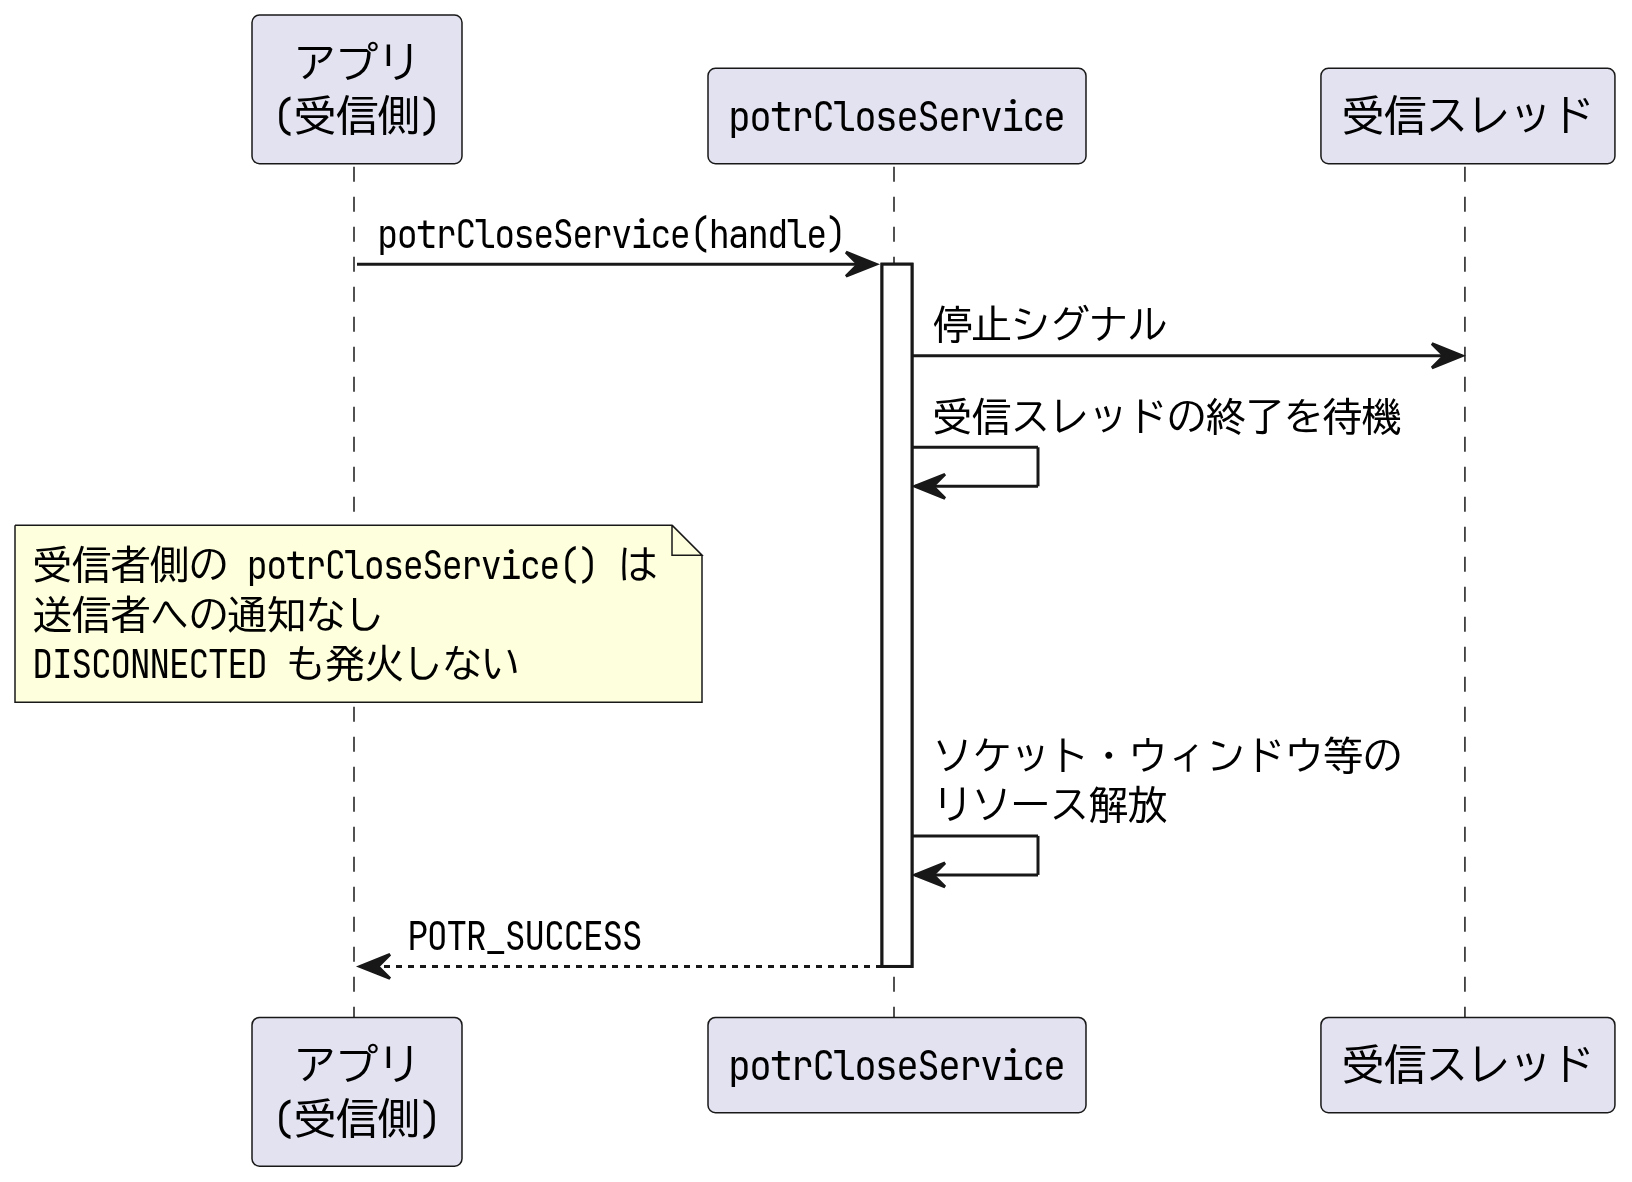 アプリ
(受信側)
potrCloseService
受信スレッド
potrCloseService(handle)
停止シグナル
受信スレッドの終了を待機
受信者側の potrCloseService() は
送信者への通知なし
DISCONNECTED も発火しない
ソケット・ウィンドウ等の
リソース解放
POTR_SUCCESS
アプリ
(受信側)
potrCloseService
受信スレッド